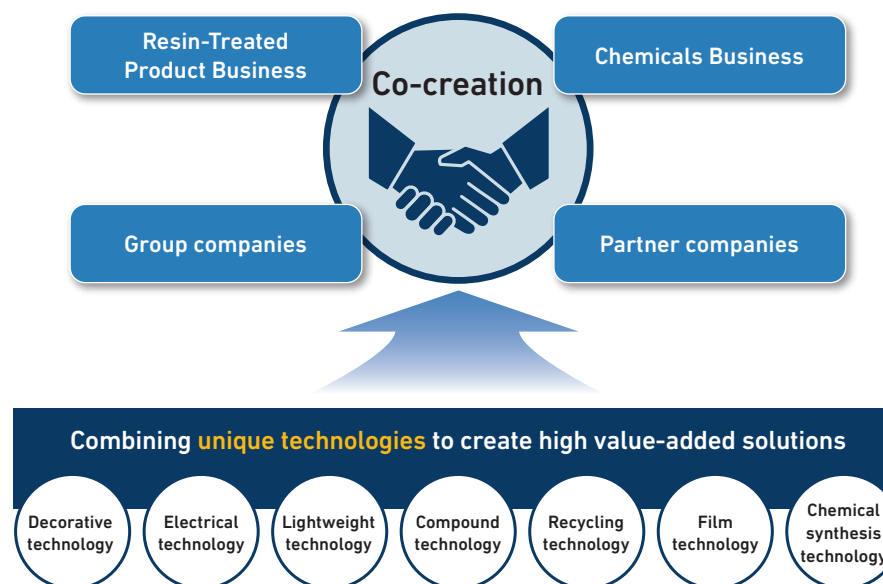 Resin-Treated
Product Business
Chemicals Business
Co-creation
Group companies
Partner companies
Combining unique technologies to create high value-added solutions
Decorative
technology
Electrical
technology
Lightweight
technology
Compound
technology
Recycling
technology
Film
technology
Chemical
synthesis
technology